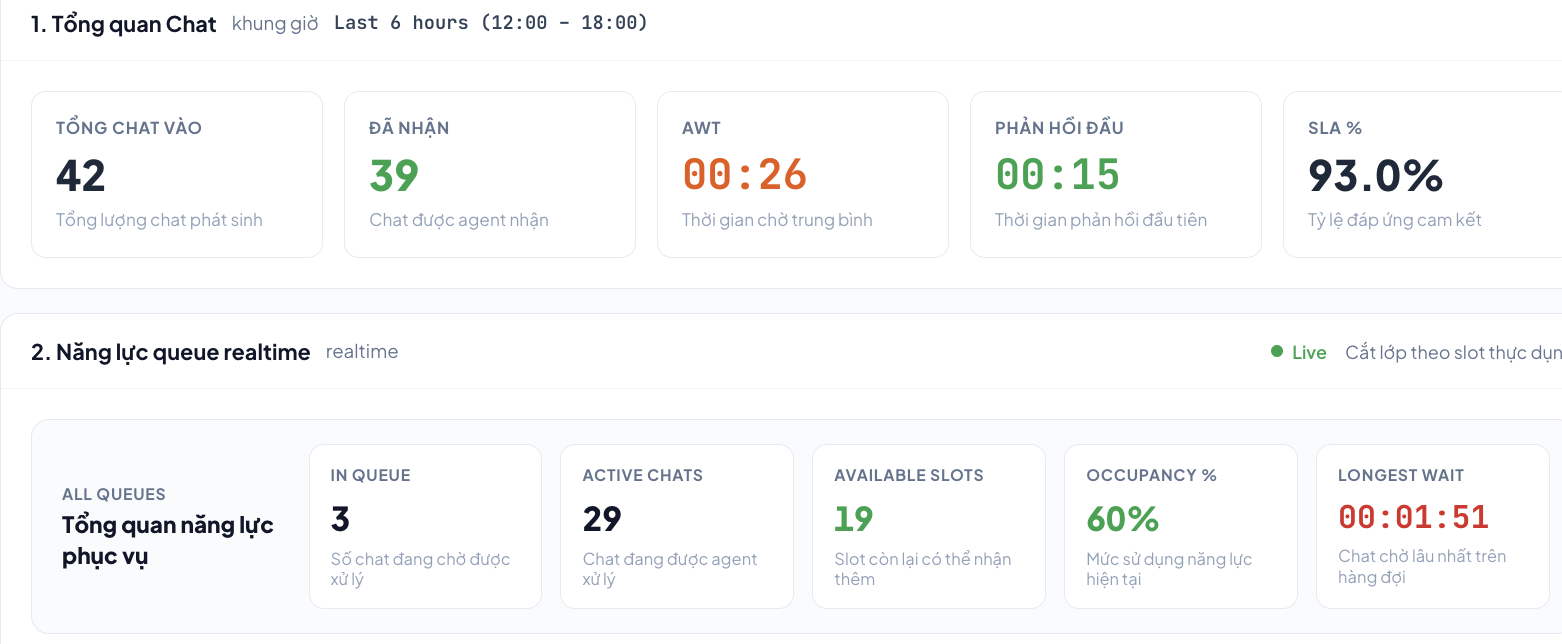 1. Tổng quan Chat khung giờ Last 6 hours (12:00 – 18:00)
TỔNG CHAT VÀO
42
Tổng lượng chat phát sinh
ĐÃ NHẬN
39
Chat được agent nhận
AWT
00:26
Thời gian chờ trung bình
PHẢN HỒI ĐẦU
00:15
Thời gian phản hồi đầu tiên
SLA %
93.0%
Tỷ lệ đáp ứng cam kết
2. Năng lực queue realtime realtime
Live Cắt lớp theo slot thực dụn
ALL QUEUES
Tổng quan năng lực
phục vụ
IN QUEUE
3
Số chat đang chờ được
xử lý
ACTIVE CHATS
29
Chat đang được agent
xử lý
AVAILABLE SLOTS
19
Slot còn lại có thể nhận
thêm
OCCUPANCY %
60%
Mức sử dụng năng lực
hiện tại
LONGEST WAIT
00:01:51
Chat chờ lâu nhất trên
hàng đợi